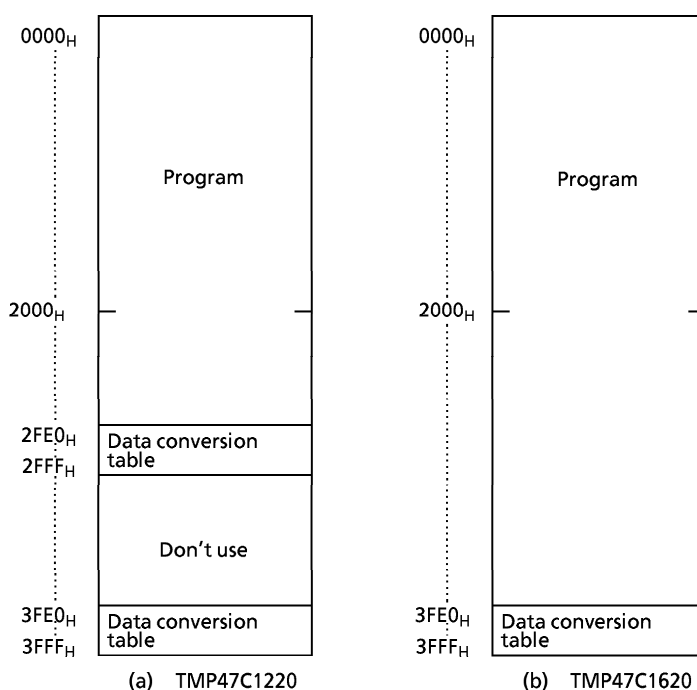 0000H
Program
2000H
2FE0H
Data conversion
table
2FFFH
Don't use
3FE0H
Data conversion
table
3FFFH
(a) TMP47C1220
0000H
Program
2000H
3FE0H
Data conversion
table
3FFFH
(b) TMP47C1620